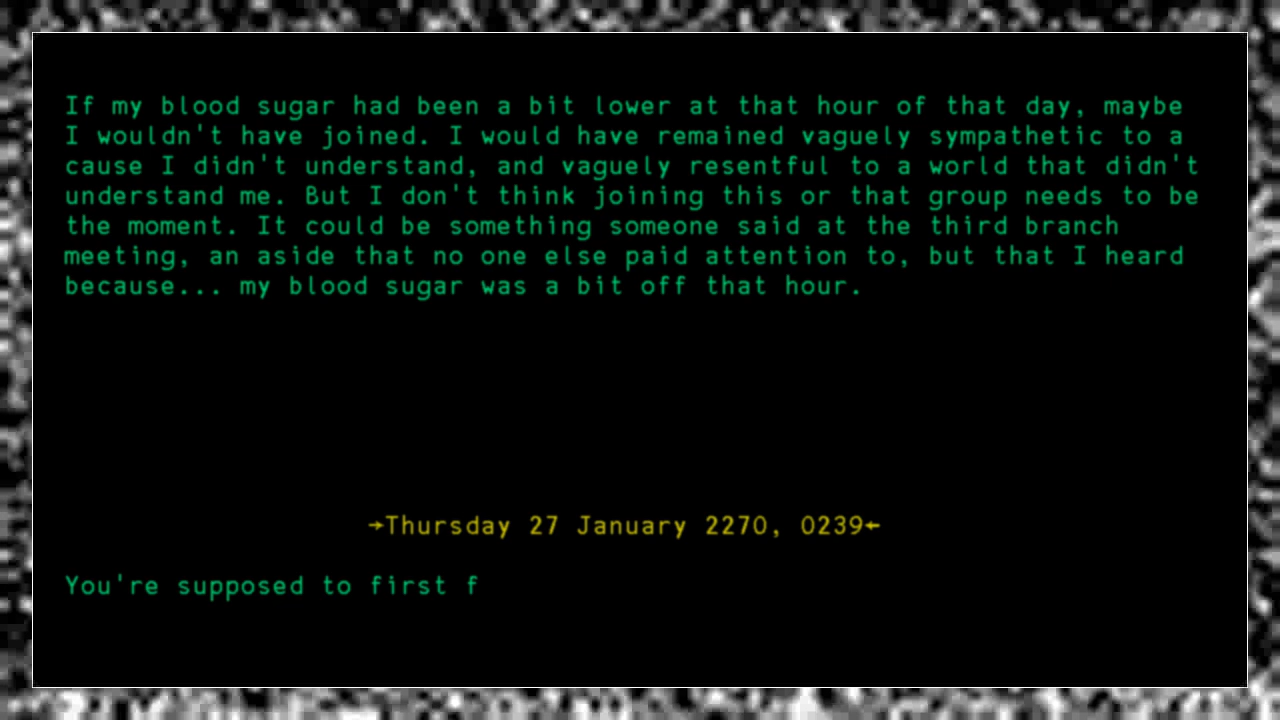 If my blood sugar had been a bit lower at that hour of that day, maybe
I wouldn't have joined. I would have remained vaguely sympathetic to a
cause I didn't understand, and vaguely resentful to a world that didn't
understand me. But I don't think joining this or that group needs to be
the moment. It could be something someone said at the third branch
meeting, an aside that no one else paid attention to, but that I heard
because... my blood sugar was a bit off that hour.
→Thursday 27 January 2270, 0239←
You're supposed to first f